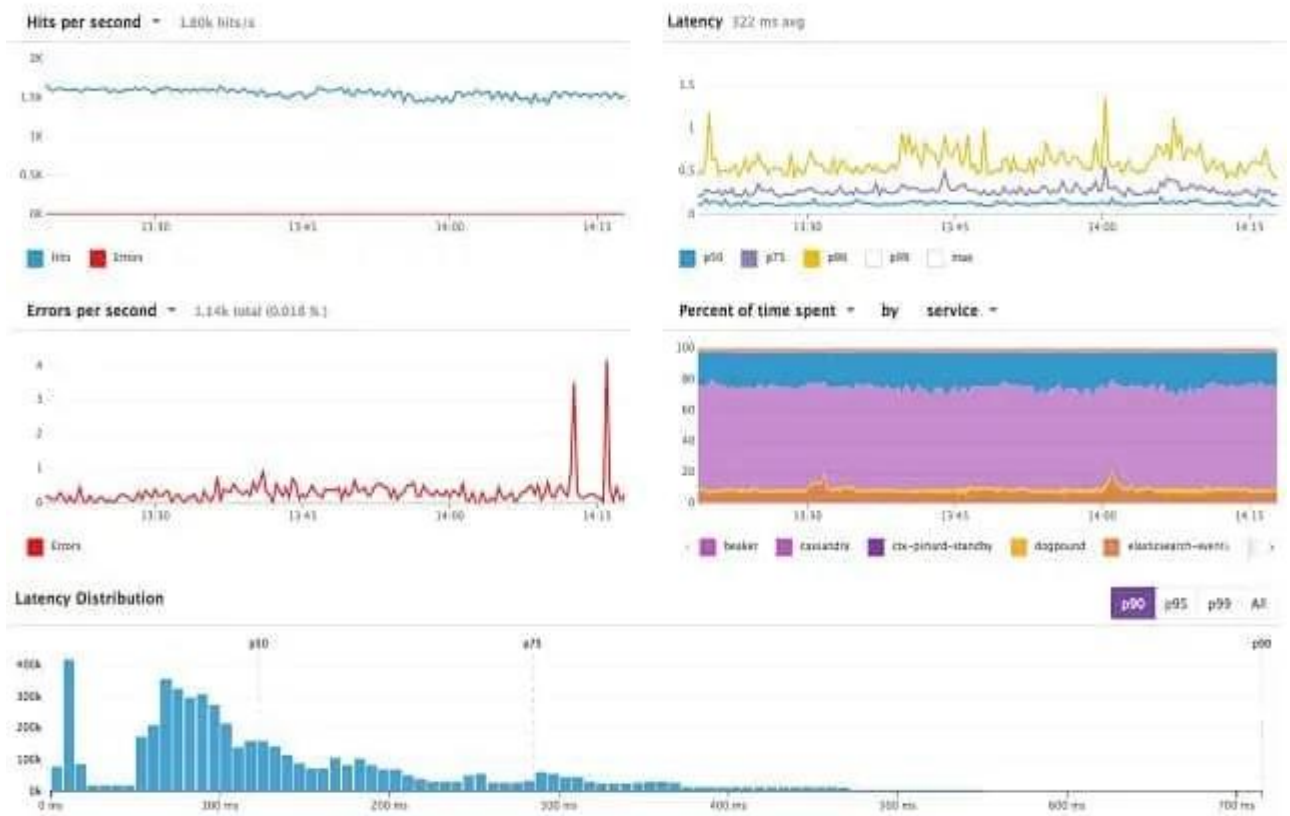 Hits per second
Latency 322 ms avg
2K
1.5K
1K
0.5K
0K
13:30 13:45 14:00 14:15
Hits Errors
1.5
1
0.5
0
13:30 13:45 14:00 14:15
p50 p75 p90 max
Errors per second
4
3
2
1
0
13:30 13:45 14:00 14:15
Errors
Percent of time spent by service
100
80
60
40
20
0
13:30 13:45 14:00 14:15
beaker cassandra dogpound
Latency Distribution
p90 p95 p99 All
p50 p75 p90
400k
300k
200k
100k
0k
0 ms 100 ms 200 ms 300 ms 400 ms 500 ms 600 ms 700 ms